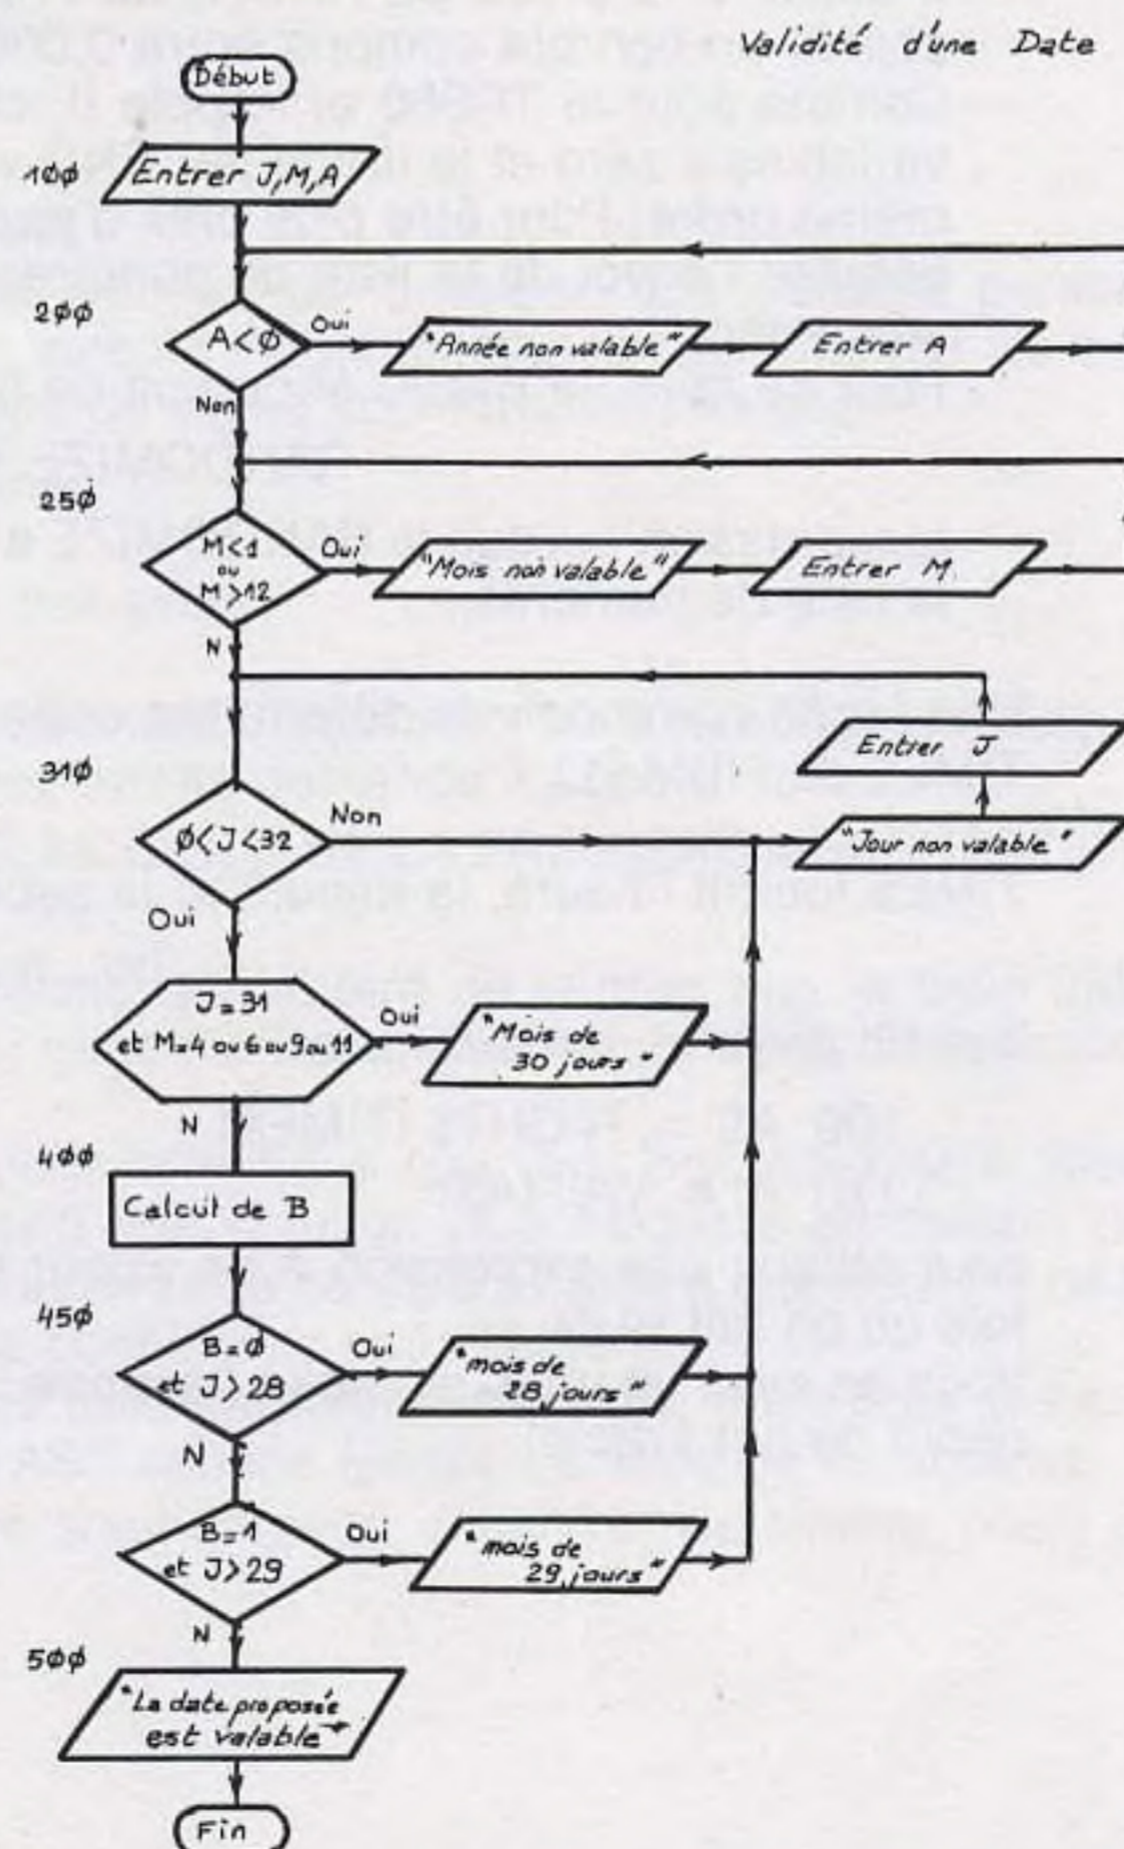 Validité d'une Date
Début
100
Entrer J,M,A
200
A<0
Oui
"Année non valable"
Entrer A
Non
250
M<1
ou
M>12
Oui
"Mois non valable"
Entrer M.
N
Entrer J
310
0<J<32
Non
"Jour non valable"
Oui
J=31
et M=4 ou 6 ou 9 ou 11
Oui
"Mois de
30 jours"
N
400
Calcul de B
450
B=0
et J>28
Oui
"mois de
28 jours"
N
B=1
et J>29
Oui
"mois de
29 jours"
N
500
"La date proposée
est valable"
Fin